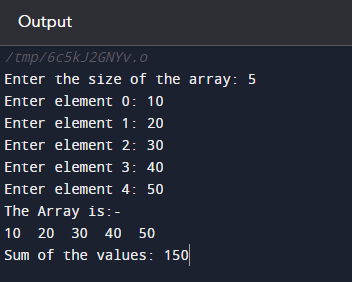 Output
/tmp/6c5kJ2GNYv.o
Enter the size of the array: 5
Enter element 0: 10
Enter element 1: 20
Enter element 2: 30
Enter element 3: 40
Enter element 4: 50
The Array is:-
10  20  30  40  50
Sum of the values: 150